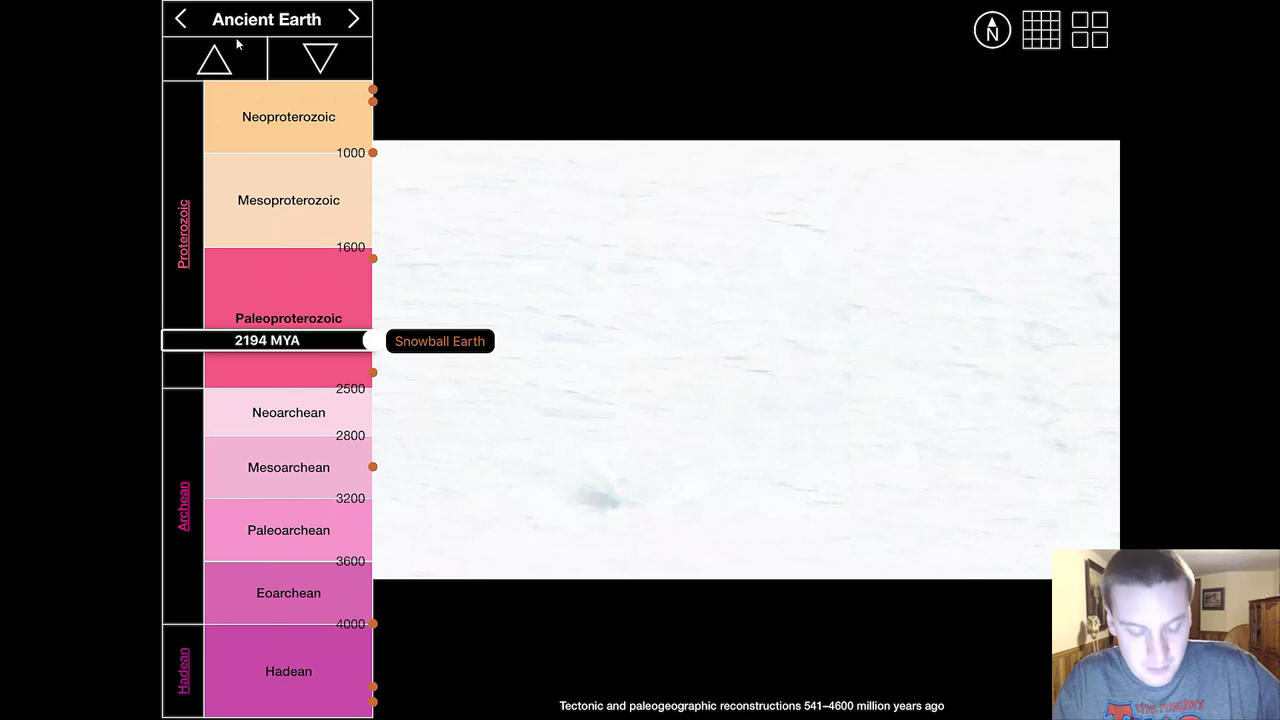 Ancient Earth
N
Neoproterozoic
1000
Mesoproterozoic
1600
Proterozoic
Paleoproterozoic
2194 MYA
Snowball Earth
2500
Neoarchean
2800
Mesoarchean
3200
Archean
Paleoarchean
3600
Eoarchean
4000
Hadean
Hadean
Tectonic and paleogeographic reconstructions 541–4600 million years ago